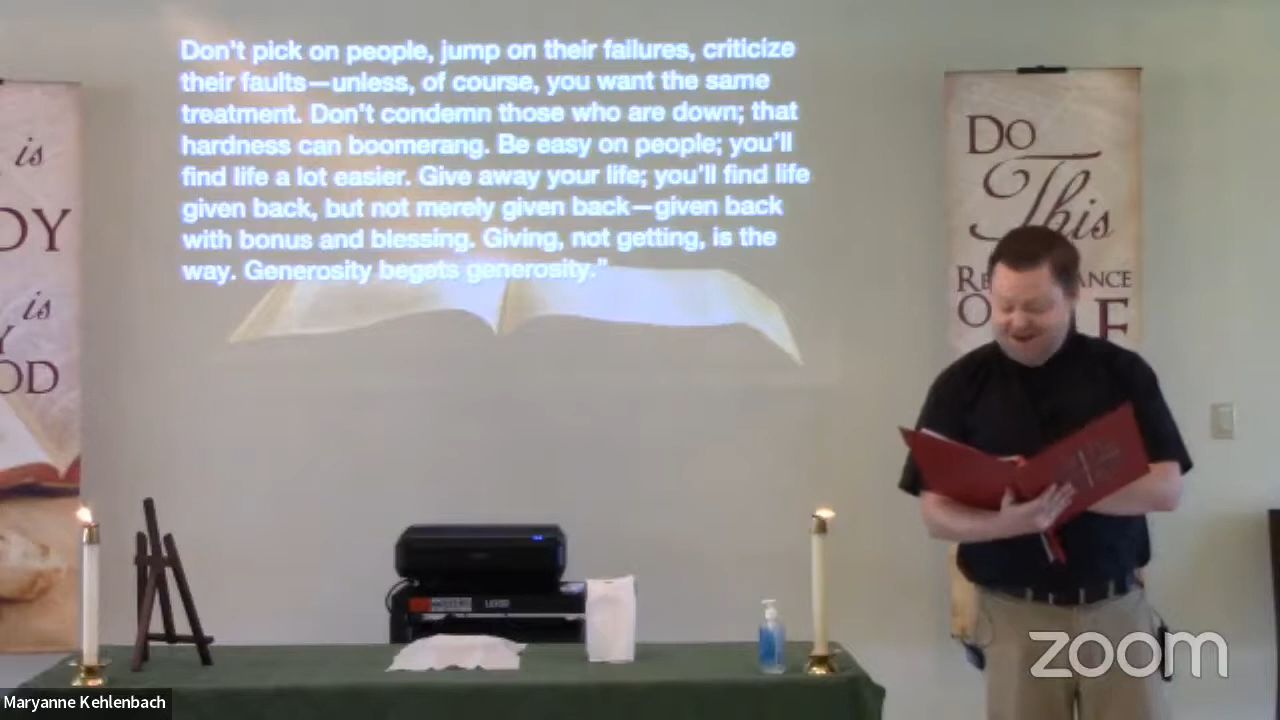 Don't pick on people, jump on their failures, criticize
their faults—unless, of course, you want the same
treatment. Don't condemn those who are down; that
hardness can boomerang. Be easy on people; you'll
find life a lot easier. Give away your life; you'll find life
given back, but not merely given back—given back
with bonus and blessing. Giving, not getting, is the
way. Generosity begets generosity."
is
DY
is
Y
OD
Do
This
RE ANCE
O E
zoom
Maryanne Kehlenbach